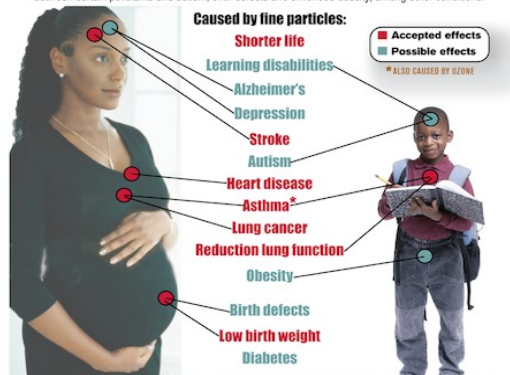 Caused by fine particles:
Shorter life
Learning disabilities
Alzheimer's
Depression
Stroke
Autism
Heart disease
Asthma*
Lung cancer
Reduction lung function
Obesity
Birth defects
Low birth weight
Diabetes
Accepted effects
Possible effects
*ALSO CAUSED BY OZONE